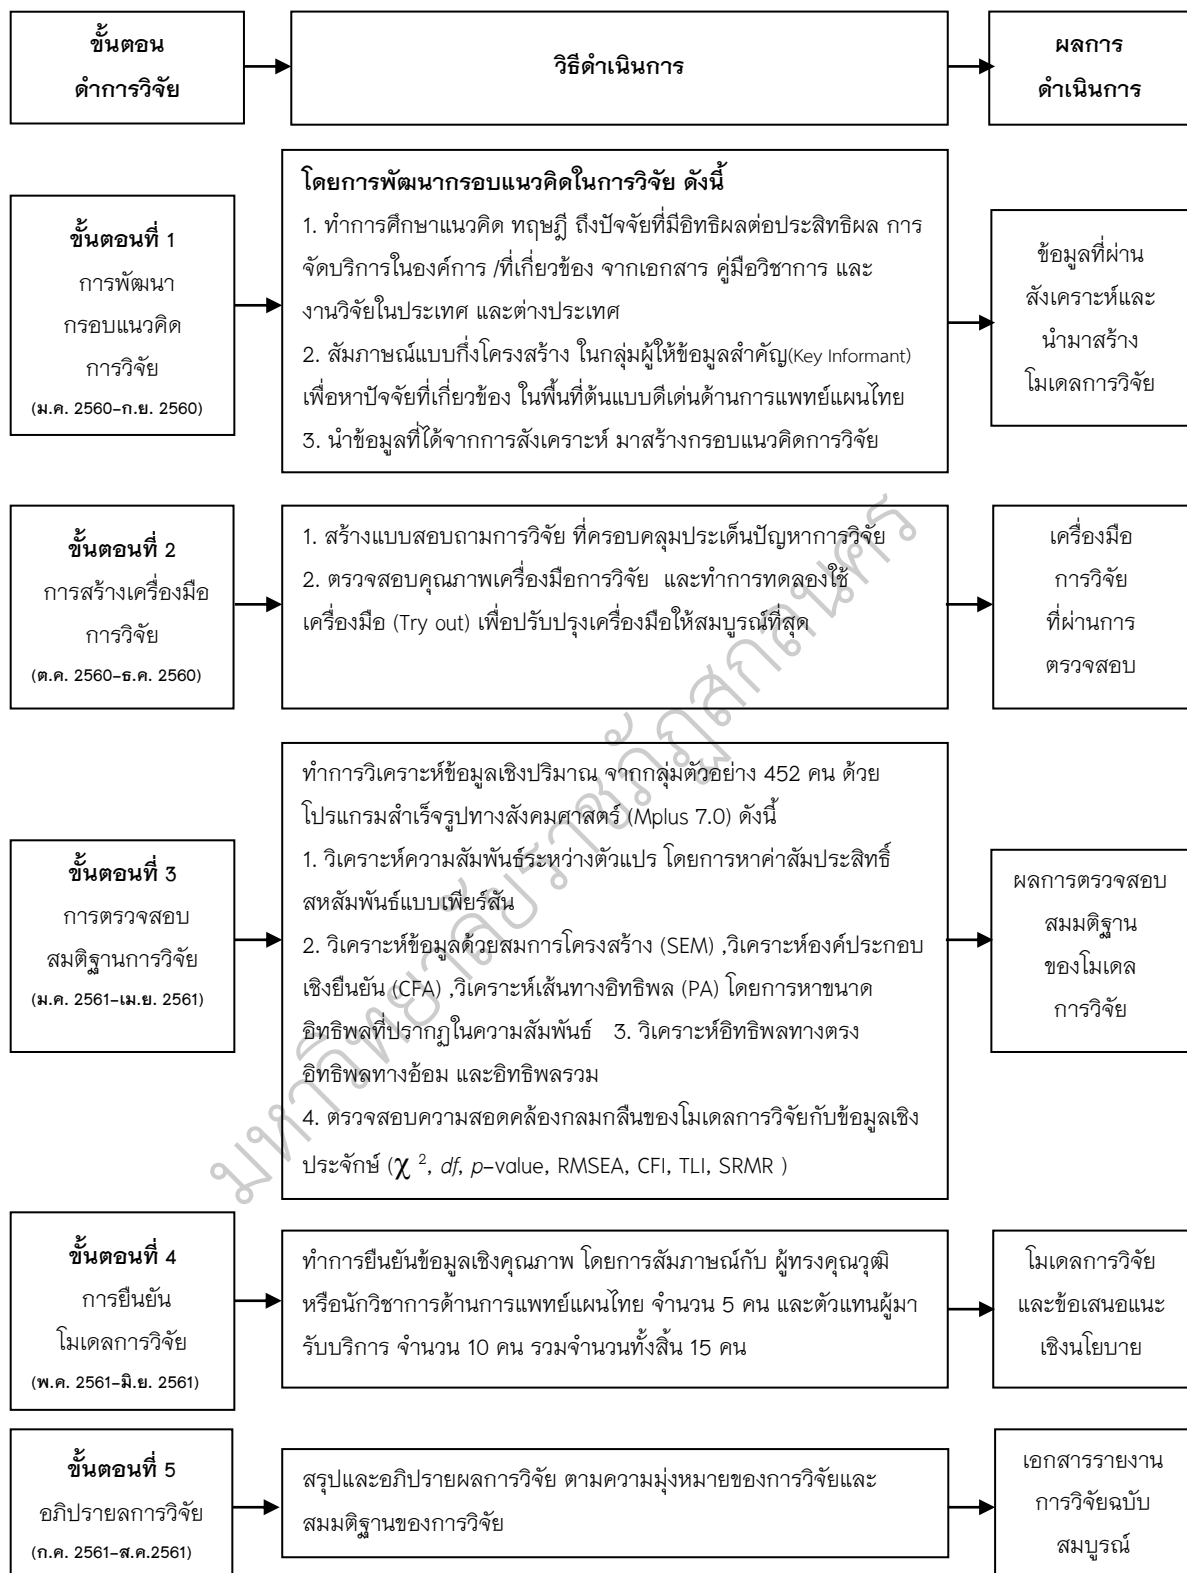 ขั้นตอน
ดำการวิจัย
วิธีดำเนินการ
ผลการ
ดำเนินการ
ขั้นตอนที่ 1
การพัฒนา
กรอบแนวคิด
การวิจัย
(ม.ค. 2560-ก.ย. 2560)
โดยการพัฒนากรอบแนวคิดในการวิจัย ดังนี้
1. ทำการศึกษาแนวคิด ทฤษฎี ถึงปัจจัยที่มีอิทธิผลต่อประสิทธิผล การ
จัดบริการในองค์การ /ที่เกี่ยวข้อง จากเอกสาร คู่มือวิชาการ และ
งานวิจัยในประเทศ และต่างประเทศ
2. สัมภาษณ์แบบกึ่งโครงสร้าง ในกลุ่มผู้ให้ข้อมูลสำคัญ(Key Informant)
เพื่อหาปัจจัยที่เกี่ยวข้อง ในพื้นที่ต้นแบบดีเด่นด้านการแพทย์แผนไทย
3. นำข้อมูลที่ได้จากการสังเคราะห์ มาสร้างกรอบแนวคิดการวิจัย
ข้อมูลที่ผ่าน
สังเคราะห์และ
นำมาสร้าง
โมเดลการวิจัย
ขั้นตอนที่ 2
การสร้างเครื่องมือ
การวิจัย
(ต.ค. 2560-ธ.ค. 2560)
1. สร้างแบบสอบถามการวิจัย ที่ครอบคลุมประเด็นปัญหาการวิจัย
2. ตรวจสอบคุณภาพเครื่องมือการวิจัย และทำการทดลองใช้
เครื่องมือ (Try out) เพื่อปรับปรุงเครื่องมือให้สมบูรณ์ที่สุด
เครื่องมือ
การวิจัย
ที่ผ่านการ
ตรวจสอบ
ขั้นตอนที่ 3
การตรวจสอบ
สมติฐานการวิจัย
(ม.ค. 2561-เม.ย. 2561)
ทำการวิเคราะห์ข้อมูลเชิงปริมาณ จากกลุ่มตัวอย่าง 452 คน ด้วย
โปรแกรมสำเร็จรูปทางสังคมศาสตร์ (Mplus 7.0) ดังนี้
1. วิเคราะห์ความสัมพันธ์ระหว่างตัวแปร โดยการหาค่าสัมประสิทธิ์
สหสัมพันธ์แบบเพียร์สัน
2. วิเคราะห์ข้อมูลด้วยสมการโครงสร้าง (SEM) ,วิเคราะห์องค์ประกอบ
เชิงยืนยัน (CFA) ,วิเคราะห์เส้นทางอิทธิพล (PA) โดยการหาขนาด
อิทธิพลที่ปรากฏในความสัมพันธ์ 3. วิเคราะห์อิทธิพลทางตรง
อิทธิพลทางอ้อม และอิทธิพลรวม
4. ตรวจสอบความสอดคล้องกลมกลืนของโมเดลการวิจัยกับข้อมูลเชิง
ประจักษ์ (χ ², df, p-value, RMSEA, CFI, TLI, SRMR )
ผลการตรวจสอบ
สมมติฐาน
ของโมเดล
การวิจัย
ขั้นตอนที่ 4
การยืนยัน
โมเดลการวิจัย
(พ.ค. 2561-มิ.ย. 2561)
ทำการยืนยันข้อมูลเชิงคุณภาพ โดยการสัมภาษณ์กับ ผู้ทรงคุณวุฒิ
หรือนักวิชาการด้านการแพทย์แผนไทย จำนวน 5 คน และตัวแทนผู้มา
รับบริการ จำนวน 10 คน รวมจำนวนทั้งสิ้น 15 คน
โมเดลการวิจัย
และข้อเสนอแนะ
เชิงนโยบาย
ขั้นตอนที่ 5
อภิปรายลการวิจัย
(ก.ค. 2561-ส.ค.2561)
สรุปและอภิปรายผลการวิจัย ตามความมุ่งหมายของการวิจัยและ
สมมติฐานของการวิจัย
เอกสารรายงาน
การวิจัยฉบับ
สมบูรณ์
มหาวิทยาลัยราชภัฏสกลนคร